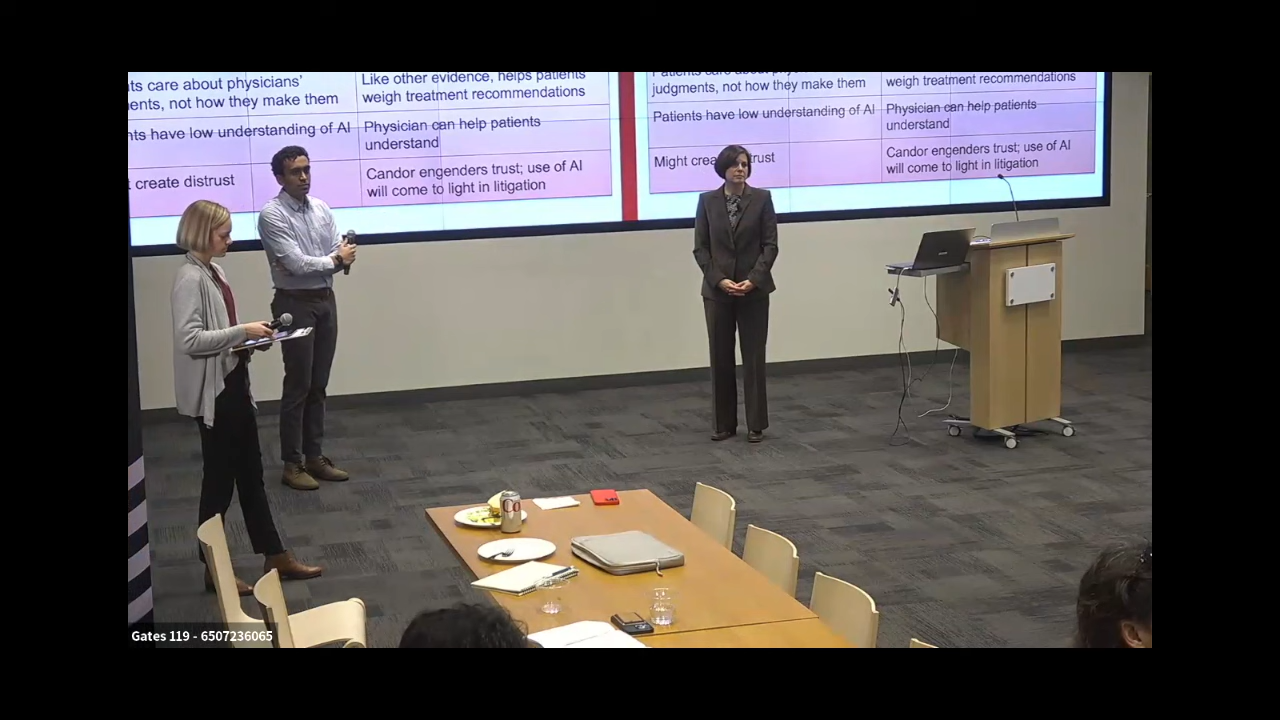 nts care about physicians'
ents, not how they make them
Like other evidence, helps patients
weigh treatment recommendations
nts have low understanding of AI
Physician can help patients
understand
t create distrust
Candor engenders trust; use of AI
will come to light in litigation
Patients care about
judgments, not how they make them
weigh treatment recommendations
Patients have low understanding of AI
Physician can help patients
understand
Might crea trust
Candor engenders trust; use of AI
will come to light in litigation
Gates 119 - 6507236065